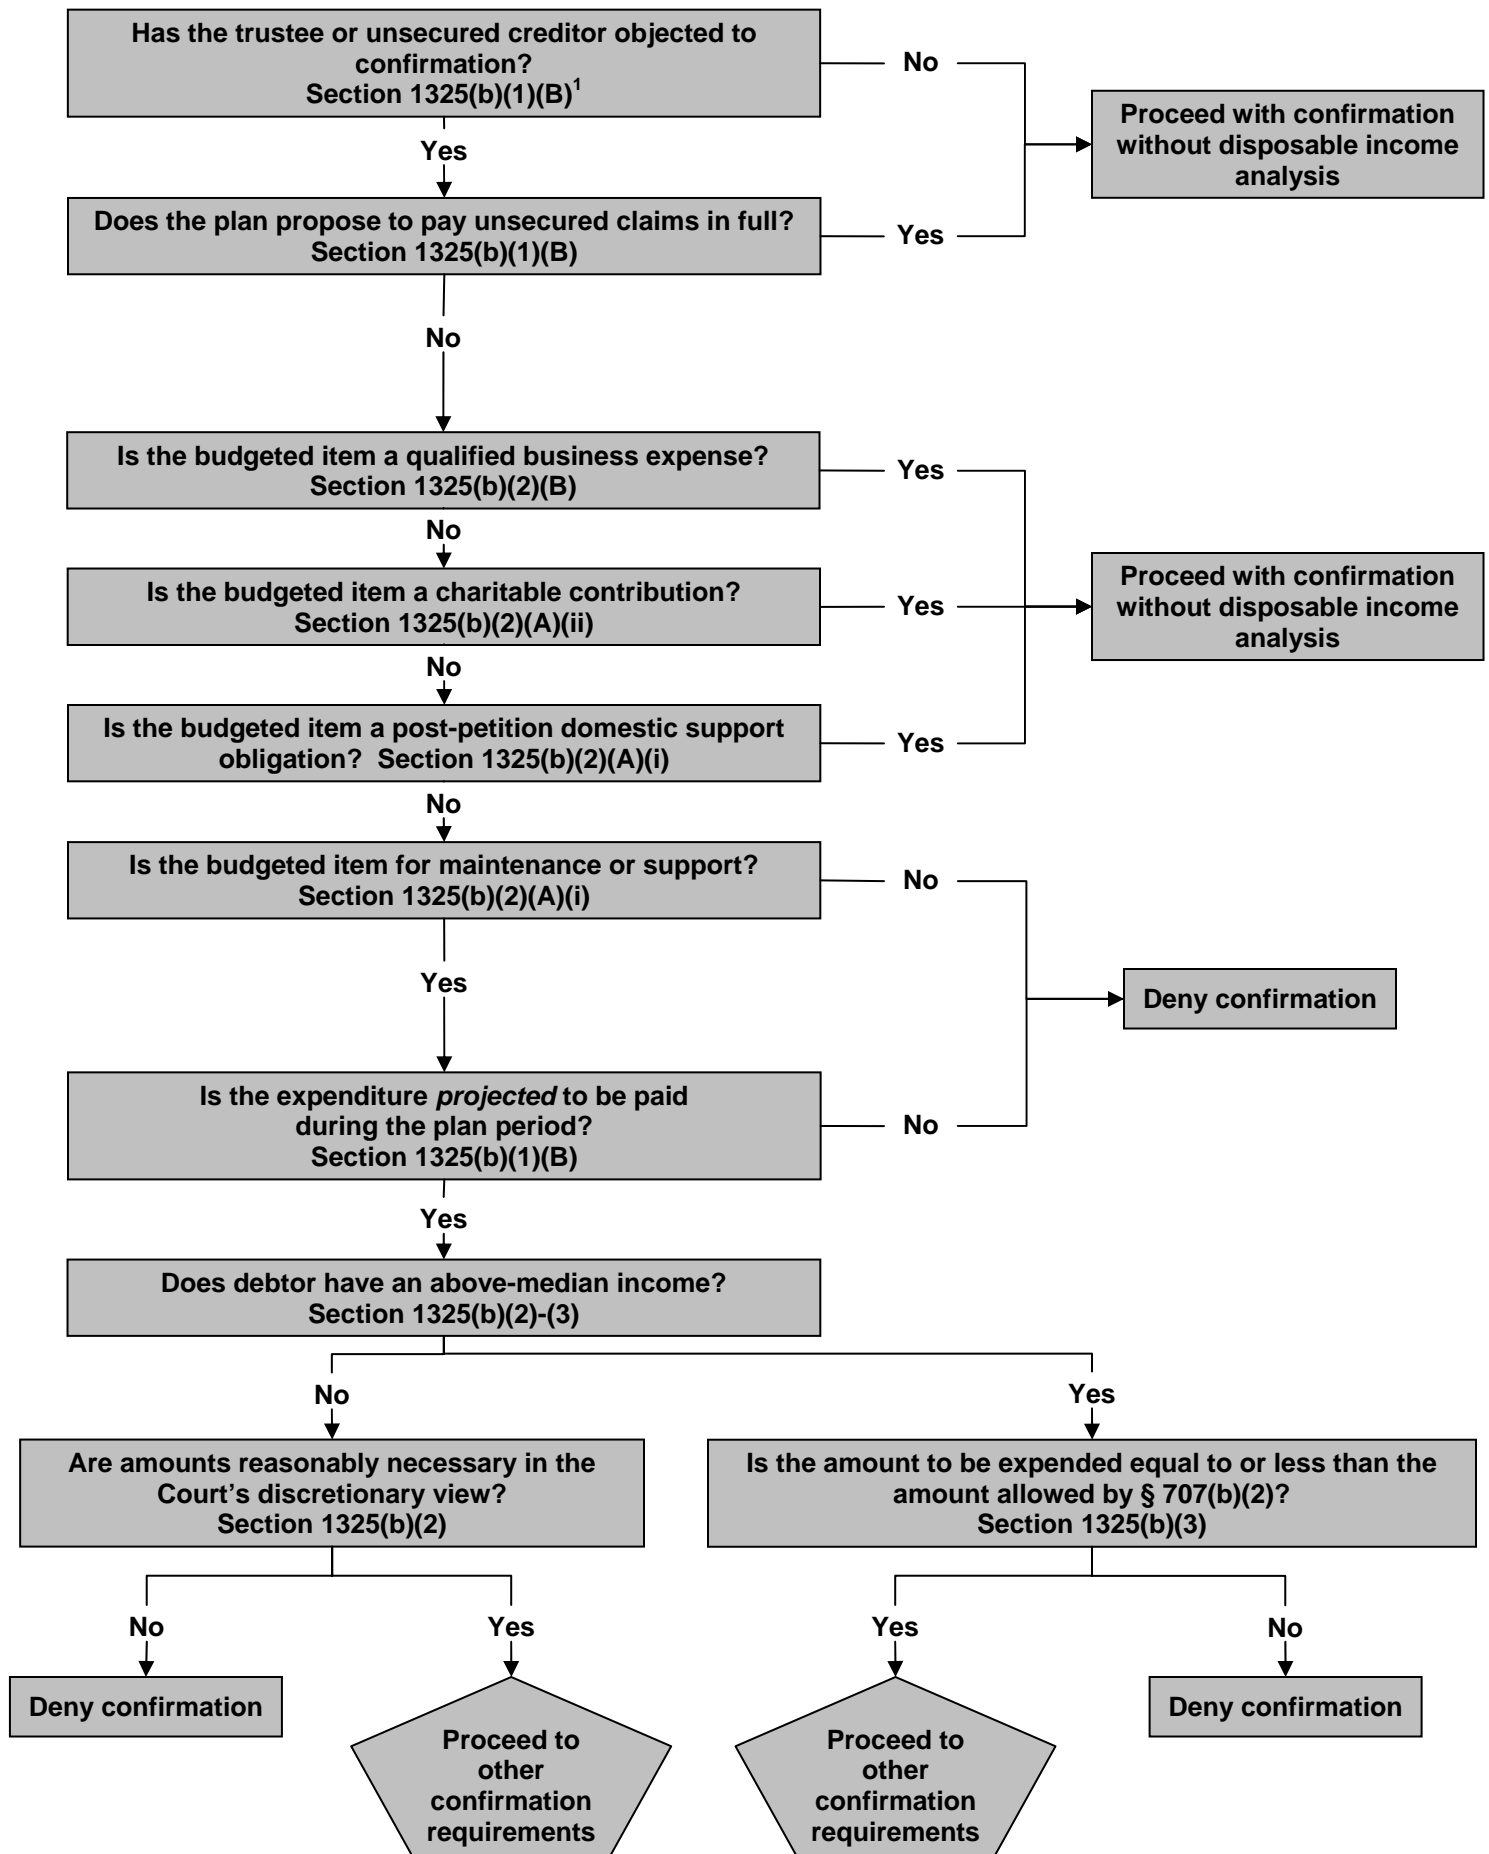 Has the trustee or unsecured creditor objected to
confirmation?
Section 1325(b)(1)(B)1
No
Proceed with confirmation
without disposable income
analysis
Yes
Does the plan propose to pay unsecured claims in full?
Section 1325(b)(1)(B)
Yes
No
Is the budgeted item a qualified business expense?
Section 1325(b)(2)(B)
Yes
No
Is the budgeted item a charitable contribution?
Section 1325(b)(2)(A)(ii)
Yes
Proceed with confirmation
without disposable income
analysis
No
Is the budgeted item a post-petition domestic support
obligation?  Section 1325(b)(2)(A)(i)
Yes
No
Is the budgeted item for maintenance or support?
Section 1325(b)(2)(A)(i)
No
Yes
Deny confirmation
Is the expenditure projected to be paid
during the plan period?
Section 1325(b)(1)(B)
No
Yes
Does debtor have an above-median income?
Section 1325(b)(2)-(3)
No
Yes
Are amounts reasonably necessary in the
Court’s discretionary view?
Section 1325(b)(2)
Is the amount to be expended equal to or less than the
amount allowed by § 707(b)(2)?
Section 1325(b)(3)
No
Yes
Yes
No
Deny confirmation
Proceed to
other
confirmation
requirements
Proceed to
other
confirmation
requirements
Deny confirmation